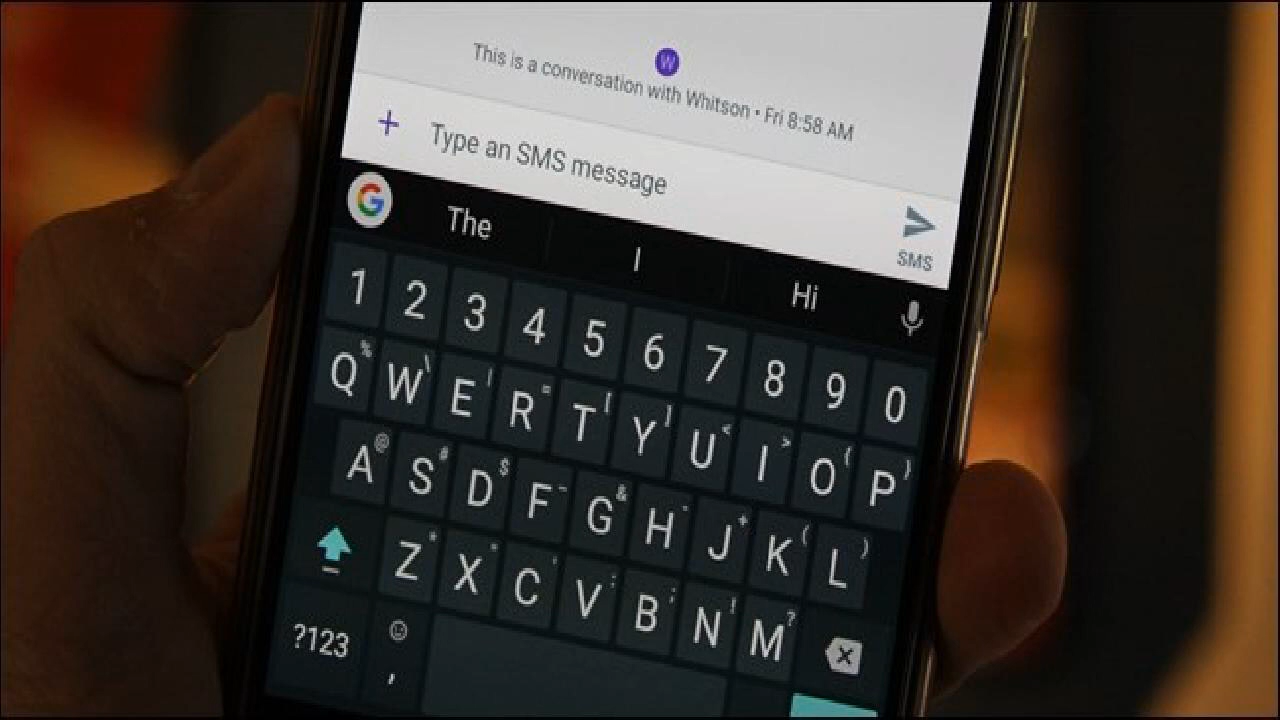 W
This is a conversation with Whitson • Fri 8:58 AM
+ Type an SMS message
SMS
G The I Hi
1 2 3 4 5 6 7 8 9 0
Q % W \ E | R = T [ Y ] U < I > O { P }
A @ S # D $ F G & H J + K ( L )
Z X C V B N ! M ?
?123 ,